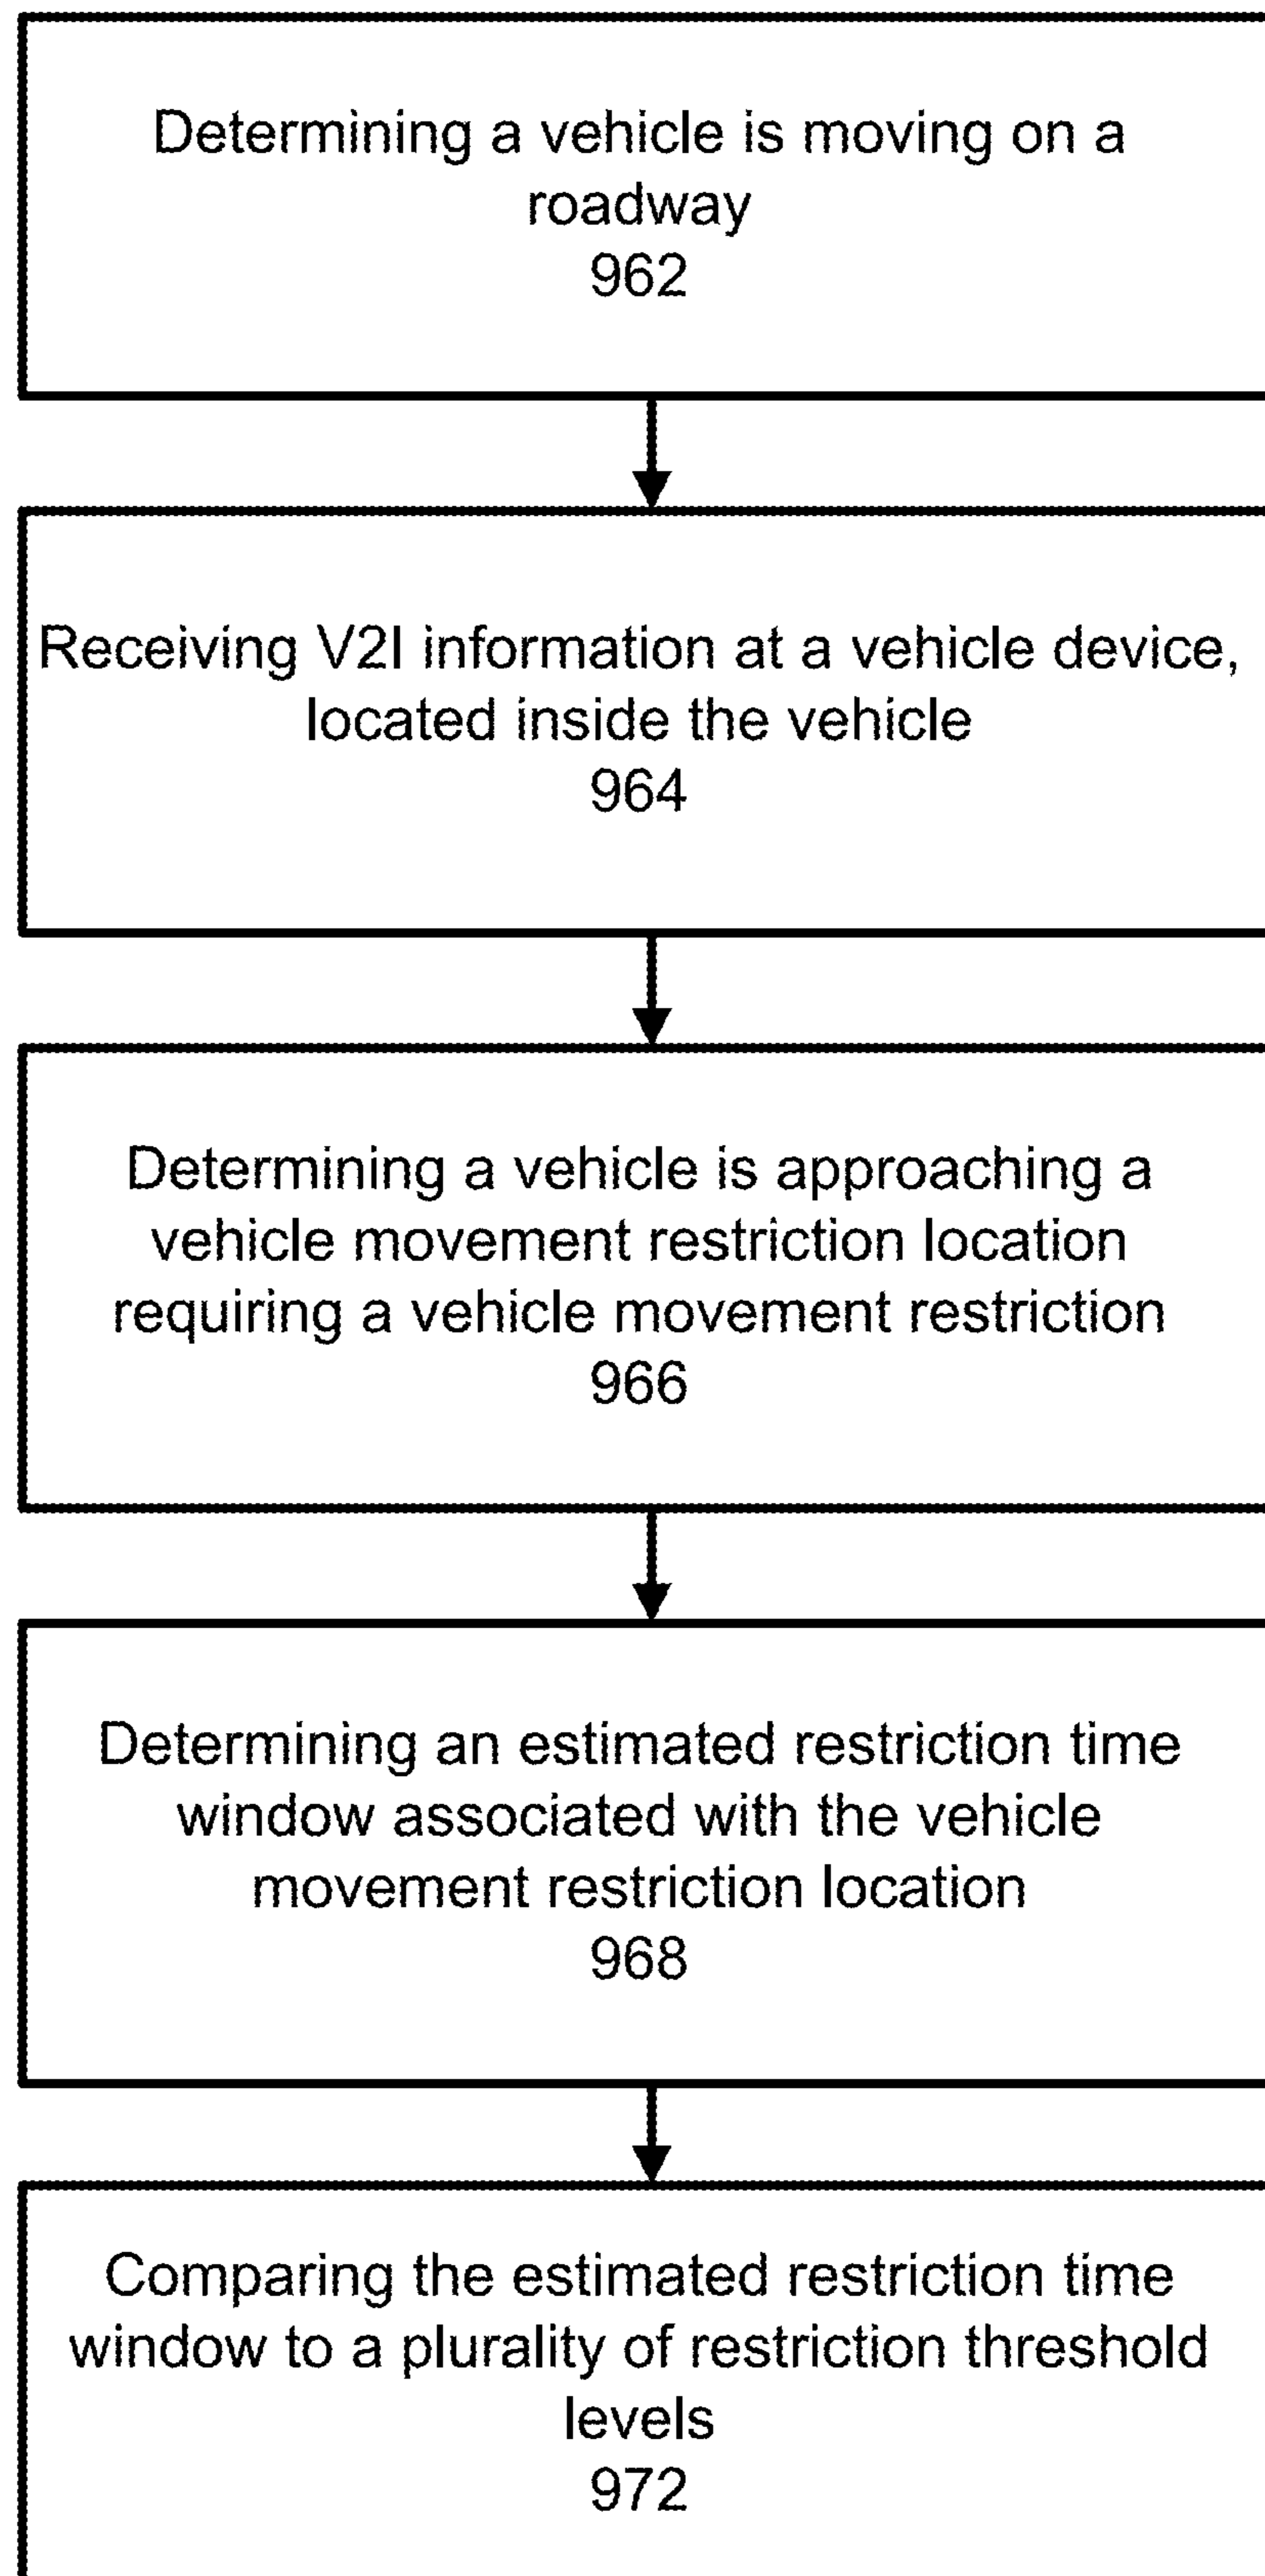 Determining a vehicle is moving on a
roadway
962
Receiving V2I information at a vehicle device,
located inside the vehicle
964
Determining a vehicle is approaching a
vehicle movement restriction location
requiring a vehicle movement restriction
966
Determining an estimated restriction time
window associated with the vehicle
movement restriction location
968
Comparing the estimated restriction time
window to a plurality of restriction threshold
levels
972